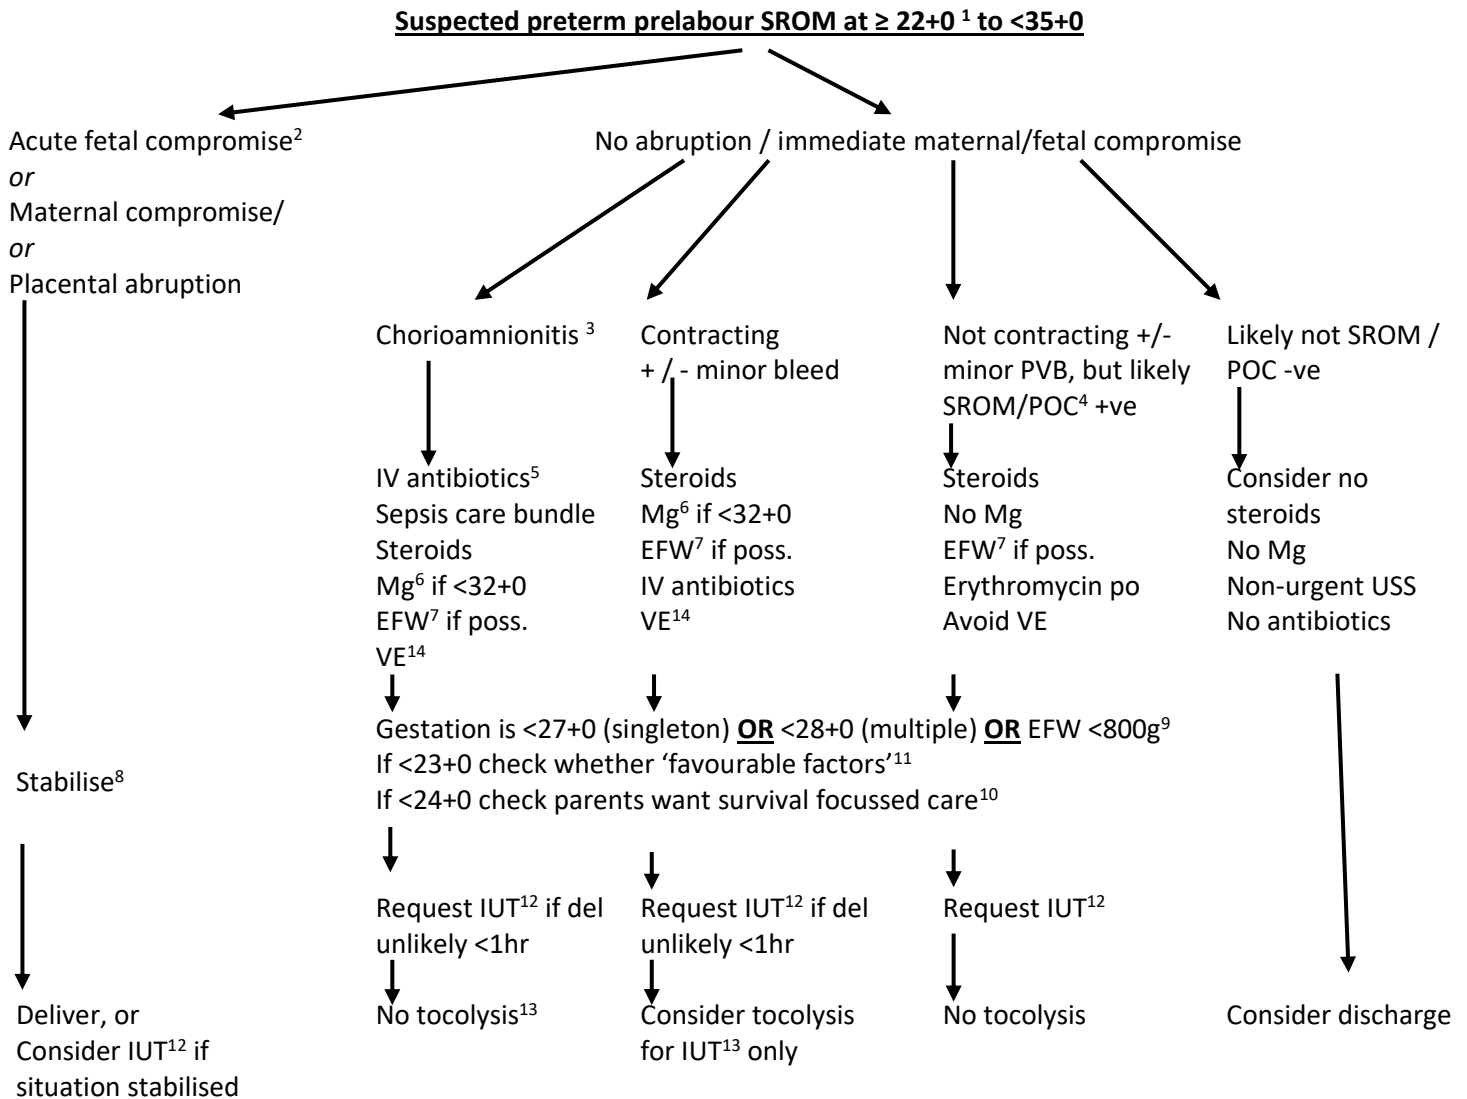 Suspected preterm prelabour SROM at ≥ 22+0 ¹ to <35+0
Acute fetal compromise²
or
Maternal compromise/
or
Placental abruption
No abruption / immediate maternal/fetal compromise
Chorioamnionitis ³
Contracting
+ / - minor bleed
Not contracting +/-
minor PVB, but likely
SROM/POC⁴ +ve
Likely not SROM /
POC -ve
IV antibiotics⁵
Sepsis care bundle
Steroids
Mg⁶ if <32+0
EFW⁷ if poss.
VE¹⁴
Steroids
Mg⁶ if <32+0
EFW⁷ if poss.
IV antibiotics
VE¹⁴
Steroids
No Mg
EFW⁷ if poss.
Erythromycin po
Avoid VE
Consider no
steroids
No Mg
Non-urgent USS
No antibiotics
Gestation is <27+0 (singleton) OR <28+0 (multiple) OR EFW <800g⁹
If <23+0 check whether ‘favourable factors’¹¹
If <24+0 check parents want survival focussed care¹⁰
Stabilise⁸
Request IUT¹² if del
unlikely <1hr
Request IUT¹² if del
unlikely <1hr
Request IUT¹²
Deliver, or
Consider IUT¹² if
situation stabilised
No tocolysis¹³
Consider tocolysis
for IUT¹³ only
No tocolysis
Consider discharge